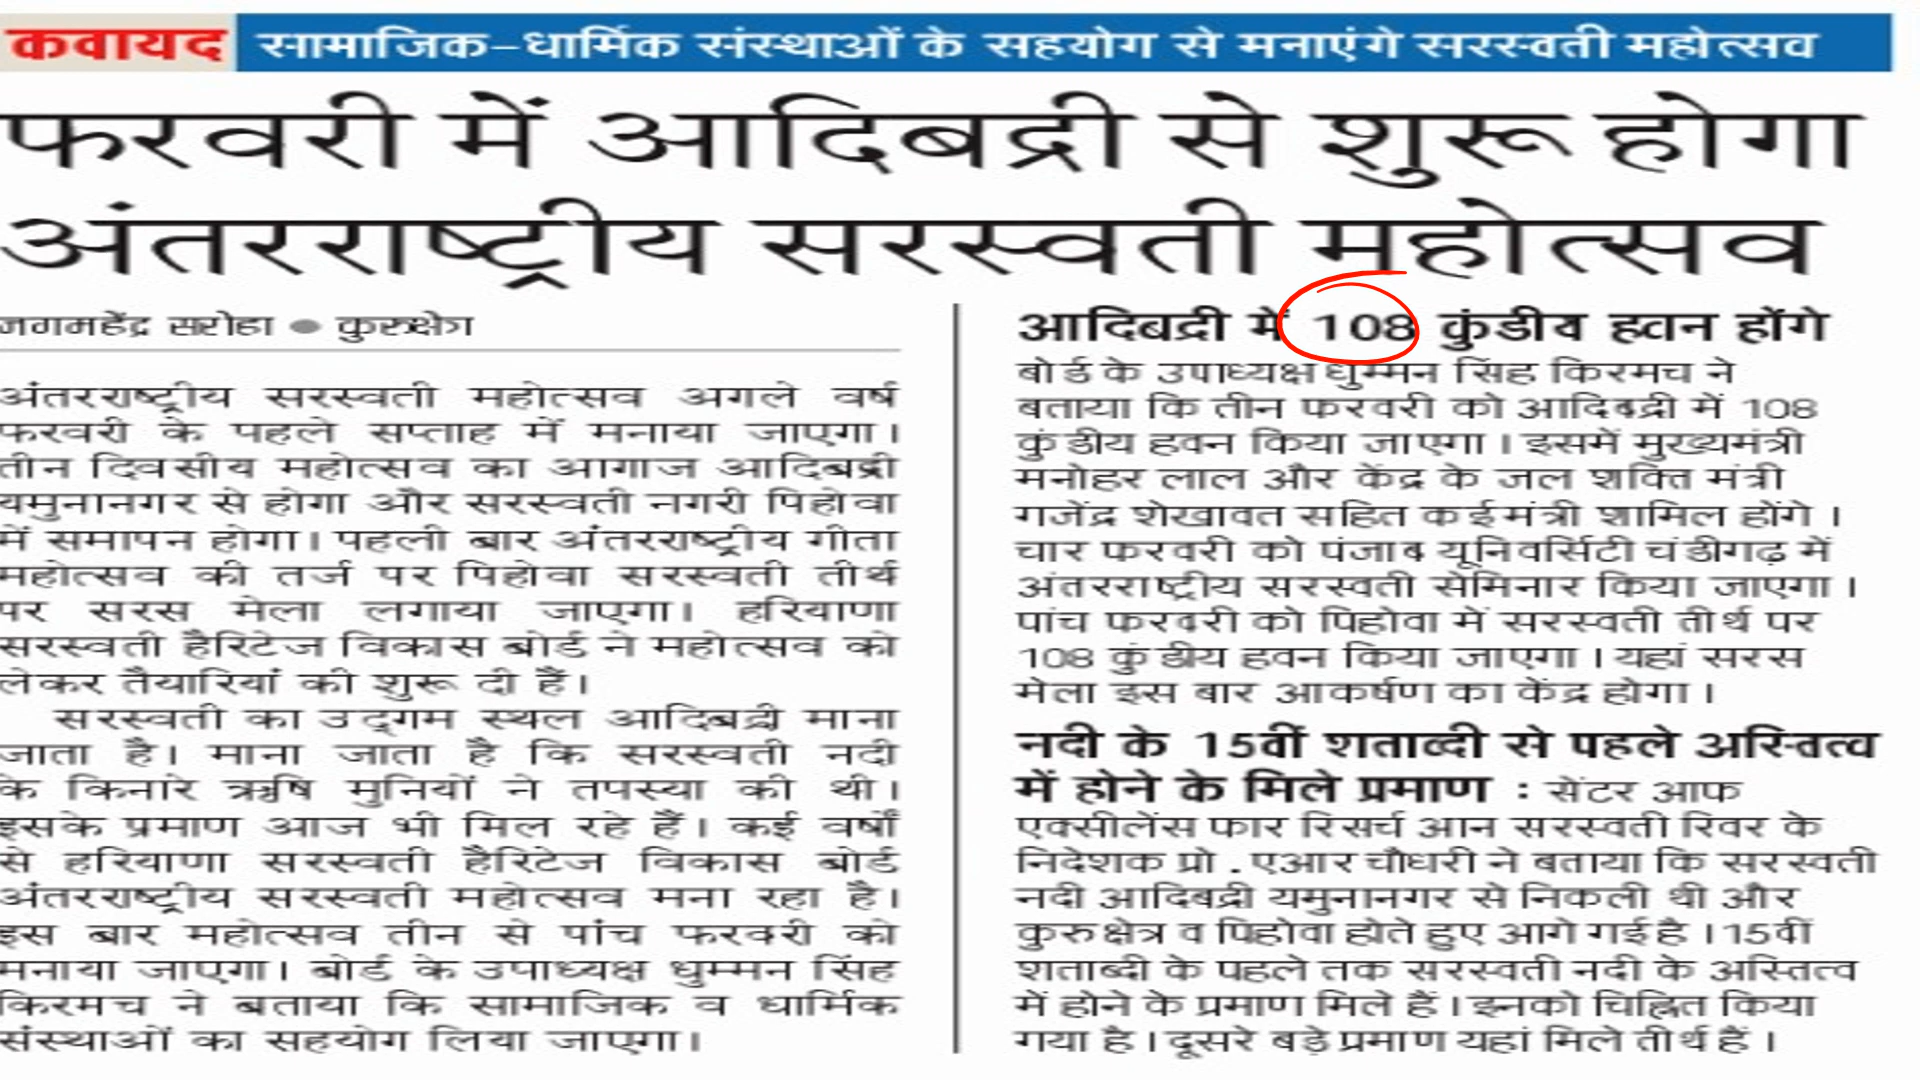 कवायद सामाजिक-धार्मिक संस्थाओं के सहयोग से मनाएंगे सरस्वती महोत्सव
फरवरी में आदिबद्री से शुरू होगा
अंतरराष्ट्रीय सरस्वती महोत्सव
जगमहेंद्र सरोहा ● कुरुक्षेत्र
अंतरराष्ट्रीय सरस्वती महोत्सव अगले वर्ष
फरवरी के पहले सप्ताह में मनाया जाएगा।
तीन दिवसीय महोत्सव का आगाज आदिबद्री
यमुनानगर से होगा और सरस्वती नगरी पिहोवा
में समापन होगा। पहली बार अंतरराष्ट्रीय गीता
महोत्सव की तर्ज पर पिहोवा सरस्वती तीर्थ
पर सरस मेला लगाया जाएगा। हरियाणा
सरस्वती हैरिटेज विकास बोर्ड ने महोत्सव को
लेकर तैयारियां की शुरू दी हैं।
सरस्वती का उद्गम स्थल आदिबद्री माना
जाता है। माना जाता है कि सरस्वती नदी
के किनारे ऋषि मुनियों ने तपस्या की थी।
इसके प्रमाण आज भी मिल रहे हैं। कई वर्षों
से हरियाणा सरस्वती हैरिटेज विकास बोर्ड
अंतरराष्ट्रीय सरस्वती महोत्सव मना रहा है।
इस बार महोत्सव तीन से पांच फरवरी को
मनाया जाएगा। बोर्ड के उपाध्यक्ष धुम्मन सिंह
किरमच ने बताया कि सामाजिक व धार्मिक
संस्थाओं का सहयोग लिया जाएगा।
आदिबद्री में 108 कुंडीय हवन होंगे
बोर्ड के उपाध्यक्ष धुम्मन सिंह किरमच ने
बताया कि तीन फरवरी को आदिबद्री में 108
कुंडीय हवन किया जाएगा। इसमें मुख्यमंत्री
मनोहर लाल और केंद्र के जल शक्ति मंत्री
गजेंद्र शेखावत सहित कई मंत्री शामिल होंगे।
चार फरवरी को पंजाब यूनिवर्सिटी चंडीगढ़ में
अंतरराष्ट्रीय सरस्वती सेमिनार किया जाएगा।
पांच फरवरी को पिहोवा में सरस्वती तीर्थ पर
108 कुंडीय हवन किया जाएगा। यहां सरस
मेला इस बार आकर्षण का केंद्र होगा।
नदी के 15वीं शताब्दी से पहले अस्तित्व
में होने के मिले प्रमाण : सेंटर आफ
एक्सीलेंस फार रिसर्च आन सरस्वती रिवर के
निदेशक प्रो. एआर चौधरी ने बताया कि सरस्वती
नदी आदिबद्री यमुनानगर से निकली थी और
कुरुक्षेत्र व पिहोवा होते हुए आगे गई है। 15वीं
शताब्दी के पहले तक सरस्वती नदी के अस्तित्व
में होने के प्रमाण मिले हैं। इनको चिह्नित किया
गया है। दूसरे बड़े प्रमाण यहां मिले तीर्थ हैं।